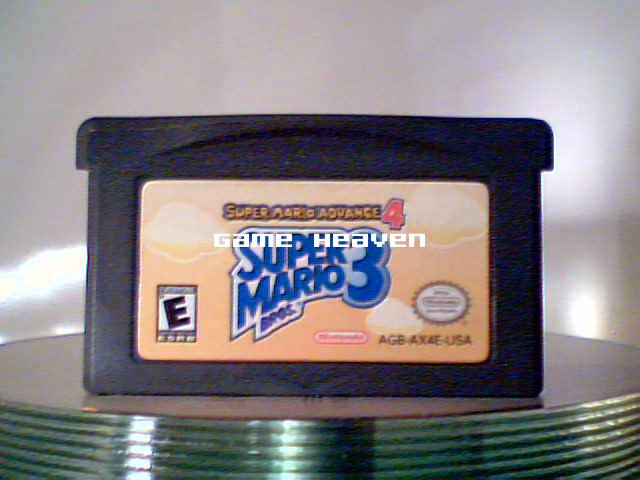 SUPER MARIO ADVANCE 4
Game Heaven
SUPER
MARIO 3
BROS.
E
Nintendo
AGB-AX4E-USA